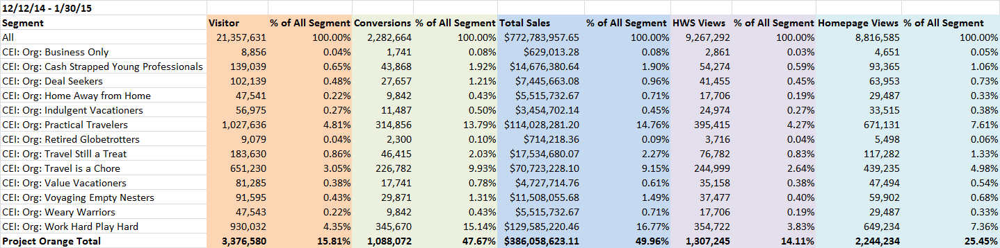 12/12/14 - 1/30/15
Segment Visitor % of All Segment Conversions % of All Segment Total Sales % of All Segment HWS Views % of All Segment Homepage Views % of All Segment
All 21,357,631 100.00% 2,282,664 100.00% $772,783,957.65 100.00% 9,267,292 100.00% 8,816,585 100.00%
CEI: Org: Business Only 8,856 0.04% 1,741 0.08% $629,013.28 0.08% 2,861 0.03% 4,651 0.05%
CEI: Org: Cash Strapped Young Professionals 139,039 0.65% 43,868 1.92% $14,676,380.64 1.90% 54,274 0.59% 93,365 1.06%
CEI: Org: Deal Seekers 102,139 0.48% 27,657 1.21% $7,445,663.08 0.96% 41,455 0.45% 63,953 0.73%
CEI: Org: Home Away from Home 47,541 0.22% 9,842 0.43% $5,515,732.67 0.71% 17,706 0.19% 29,487 0.33%
CEI: Org: Indulgent Vacationers 56,975 0.27% 11,487 0.50% $3,454,702.14 0.45% 24,974 0.27% 33,515 0.38%
CEI: Org: Practical Travelers 1,027,636 4.81% 314,856 13.79% $114,028,281.20 14.76% 395,415 4.27% 671,131 7.61%
CEI: Org: Retired Globetrotters 9,079 0.04% 2,300 0.10% $714,218.36 0.09% 3,716 0.04% 5,498 0.06%
CEI: Org: Travel Still a Treat 183,630 0.86% 46,415 2.03% $17,534,680.07 2.27% 76,782 0.83% 117,282 1.33%
CEI: Org: Travel is a Chore 651,230 3.05% 226,782 9.93% $70,723,228.10 9.15% 244,999 2.64% 439,235 4.98%
CEI: Org: Value Vacationers 81,285 0.38% 17,741 0.78% $4,727,714.76 0.61% 35,158 0.38% 47,494 0.54%
CEI: Org: Voyaging Empty Nesters 91,595 0.43% 29,871 1.31% $11,508,055.68 1.49% 37,477 0.40% 59,902 0.68%
CEI: Org: Weary Warriors 47,543 0.22% 9,842 0.43% $5,515,732.67 0.71% 17,706 0.19% 29,487 0.33%
CEI: Org: Work Hard Play Hard 930,032 4.35% 345,670 15.14% $129,585,220.46 16.77% 354,722 3.83% 649,234 7.36%
Project Orange Total 3,376,580 15.81% 1,088,072 47.67% $386,058,623.11 49.96% 1,307,245 14.11% 2,244,234 25.45%